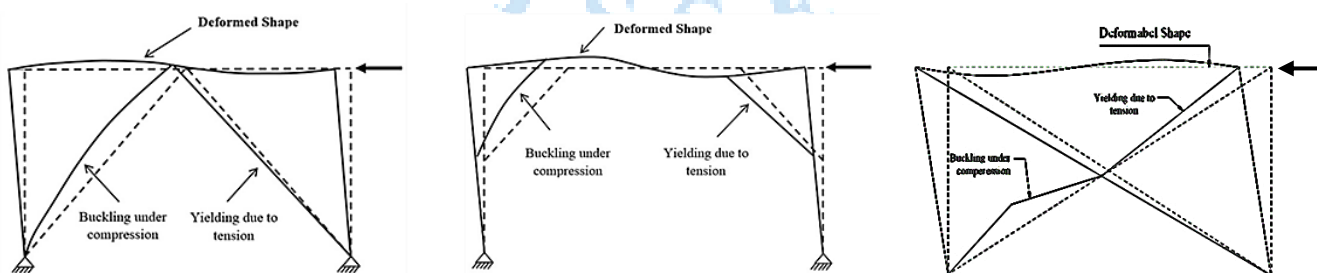 Deformed Shape
Buckling under
compression
Yielding due to
tension
Deformed Shape
Buckling under
compression
Yielding due to
tension
Deformabel Shape
Yielding due to
tension
Buckling under
comperession